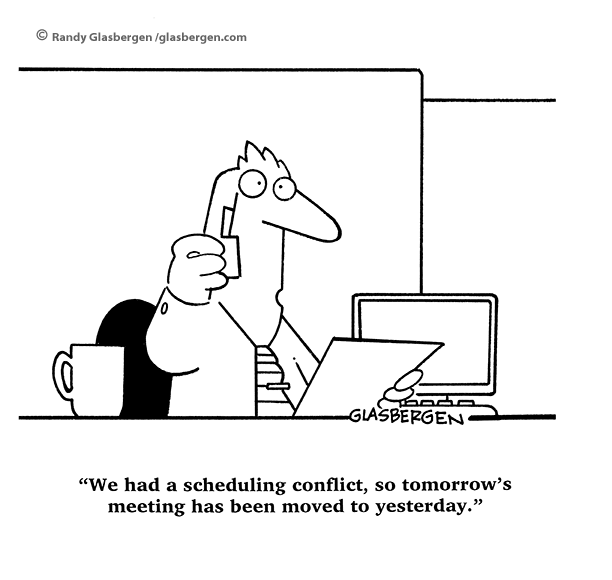 © Randy Glasbergen /glasbergen.com
GLASBERGEN
“We had a scheduling conflict, so tomorrow’s
meeting has been moved to yesterday.”